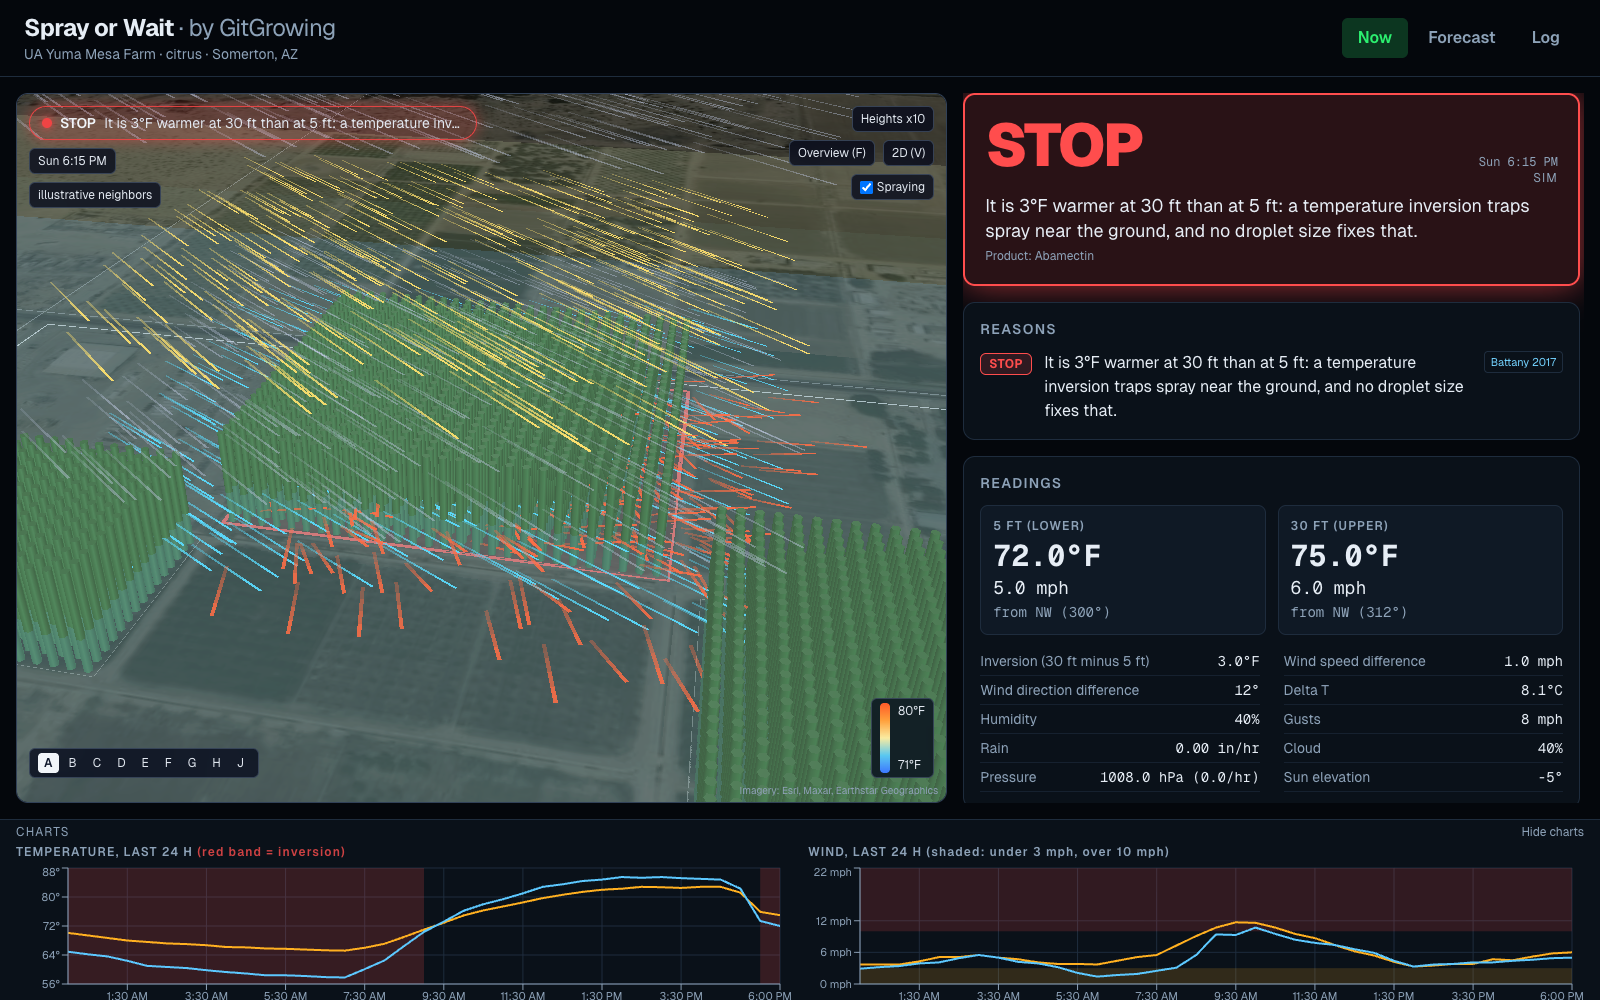 Spray or Wait · by GitGrowing
UA Yuma Mesa Farm · citrus · Somerton, AZ
Now
Forecast
Log
STOP It is 3°F warmer at 30 ft than at 5 ft: a temperature inv...
Sun 6:15 PM
illustrative neighbors
Heights x10
Overview (F)
2D (V)
Spraying
80°F
71°F
A B C D E F G H J
Imagery: Esri, Maxar, Earthstar Geographics
STOP
Sun 6:15 PM
SIM
It is 3°F warmer at 30 ft than at 5 ft: a temperature inversion traps
spray near the ground, and no droplet size fixes that.
Product: Abamectin
REASONS
STOP
It is 3°F warmer at 30 ft than at 5 ft: a temperature
inversion traps spray near the ground, and no droplet size
fixes that.
Battany 2017
READINGS
5 FT (LOWER)
72.0°F
5.0 mph
from NW (300°)
30 FT (UPPER)
75.0°F
6.0 mph
from NW (312°)
Inversion (30 ft minus 5 ft) 3.0°F
Wind speed difference 1.0 mph
Wind direction difference 12°
Delta T 8.1°C
Humidity 40%
Gusts 8 mph
Rain 0.00 in/hr
Cloud 40%
Pressure 1008.0 hPa (0.0/hr)
Sun elevation -5°
CHARTS
Hide charts
TEMPERATURE, LAST 24 H (red band = inversion)
88°
80°
72°
64°
56°
1:30 AM 3:30 AM 5:30 AM 7:30 AM 9:30 AM 11:30 AM 1:30 PM 3:30 PM 6:00 PM
WIND, LAST 24 H (shaded: under 3 mph, over 10 mph)
22 mph
12 mph
6 mph
0 mph
1:30 AM 3:30 AM 5:30 AM 7:30 AM 9:30 AM 11:30 AM 1:30 PM 3:30 PM 6:00 PM